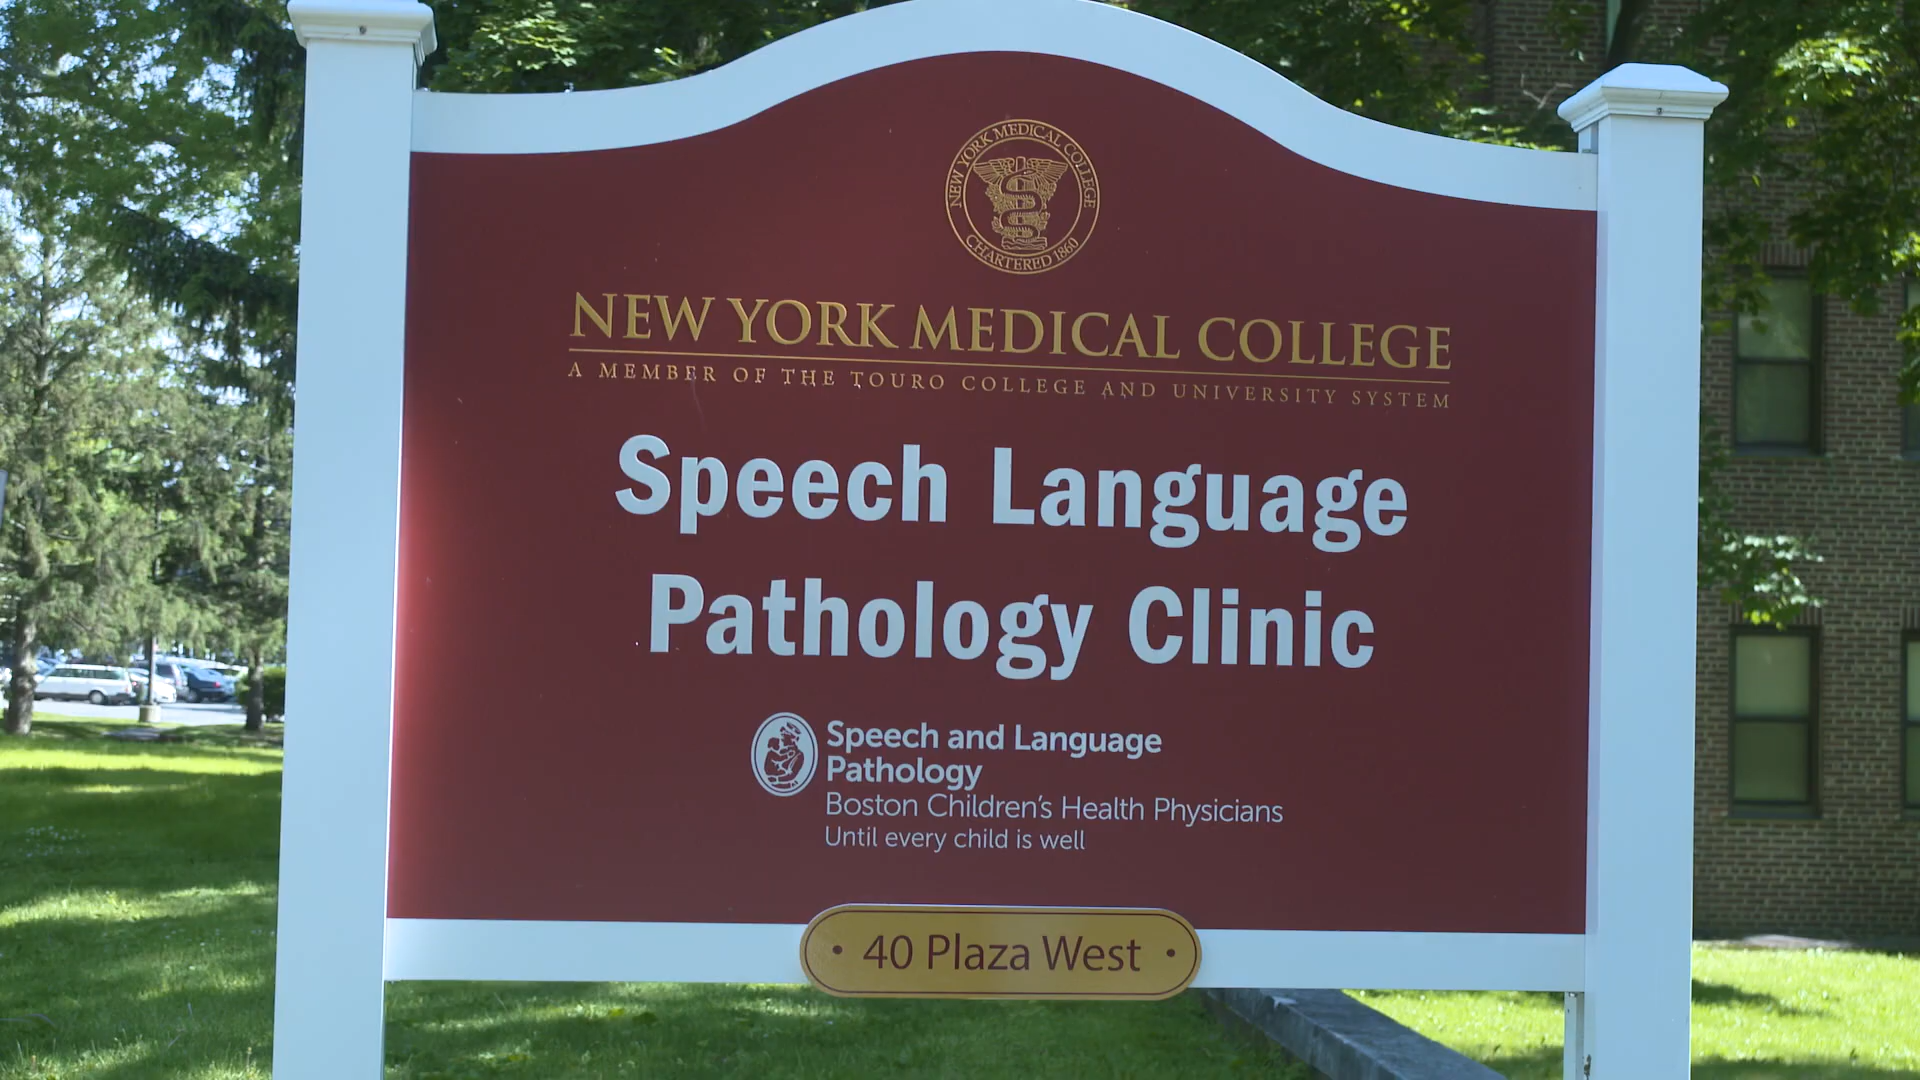 NEW YORK MEDICAL COLLEGE
CHARTERED 1860
NEW YORK MEDICAL COLLEGE
A MEMBER OF THE TOURO COLLEGE AND UNIVERSITY SYSTEM
Speech Language
Pathology Clinic
Speech and Language
Pathology
Boston Children's Health Physicians
Until every child is well
• 40 Plaza West •